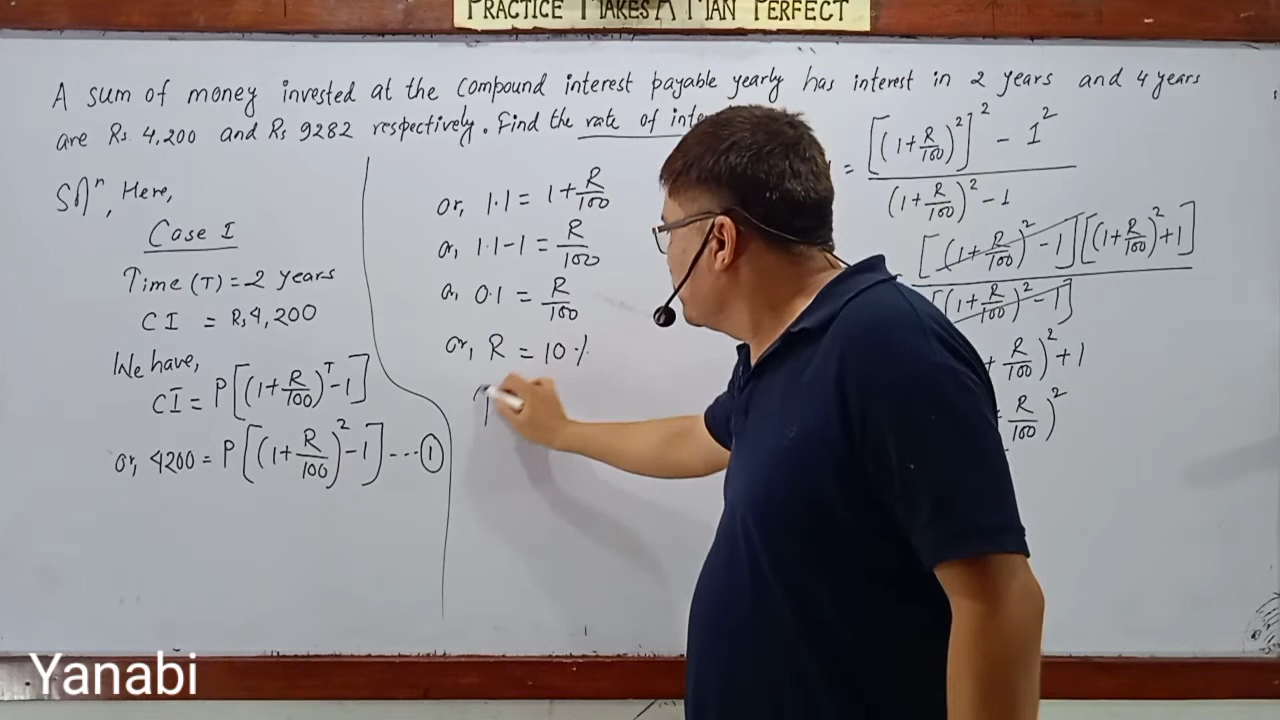 PRACTICE MAKES A MAN PERFECT
A sum of money invested at the compound interest payable yearly has interest in 2 years and 4 years
are Rs. 4,200 and Rs 9282 respectively. Find the rate of
Solⁿ, Here,
Case I
Time (T) = 2 years
CI = Rs 4,200
We have,
CI = P[(1+R/100)^T - 1]
or, 4200 = P[(1+R/100)^2 - 1] --- ①
or, 1.1 = 1+R/100
or, 1.1-1 = R/100
or, 0.1 = R/100
or, R = 10%
= [(1+R/100)^2]^2 - 1^2 / (1+R/100)^2 - 1
[(1+R/100)^2 - 1][(1+R/100)^2 + 1] / [(1+R/100)^2 - 1]
R/100)^2 + 1
R/100)^2
Yanabi